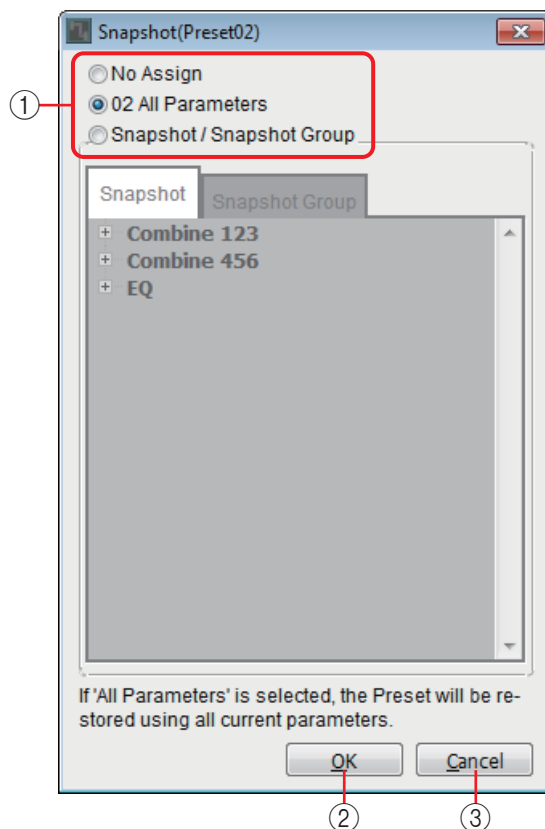 Snapshot(Preset02)
No Assign
02 All Parameters
Snapshot / Snapshot Group
①
Snapshot
Snapshot Group
Combine 123
Combine 456
EQ
If 'All Parameters' is selected, the Preset will be re-
stored using all current parameters.
OK
Cancel
②
③